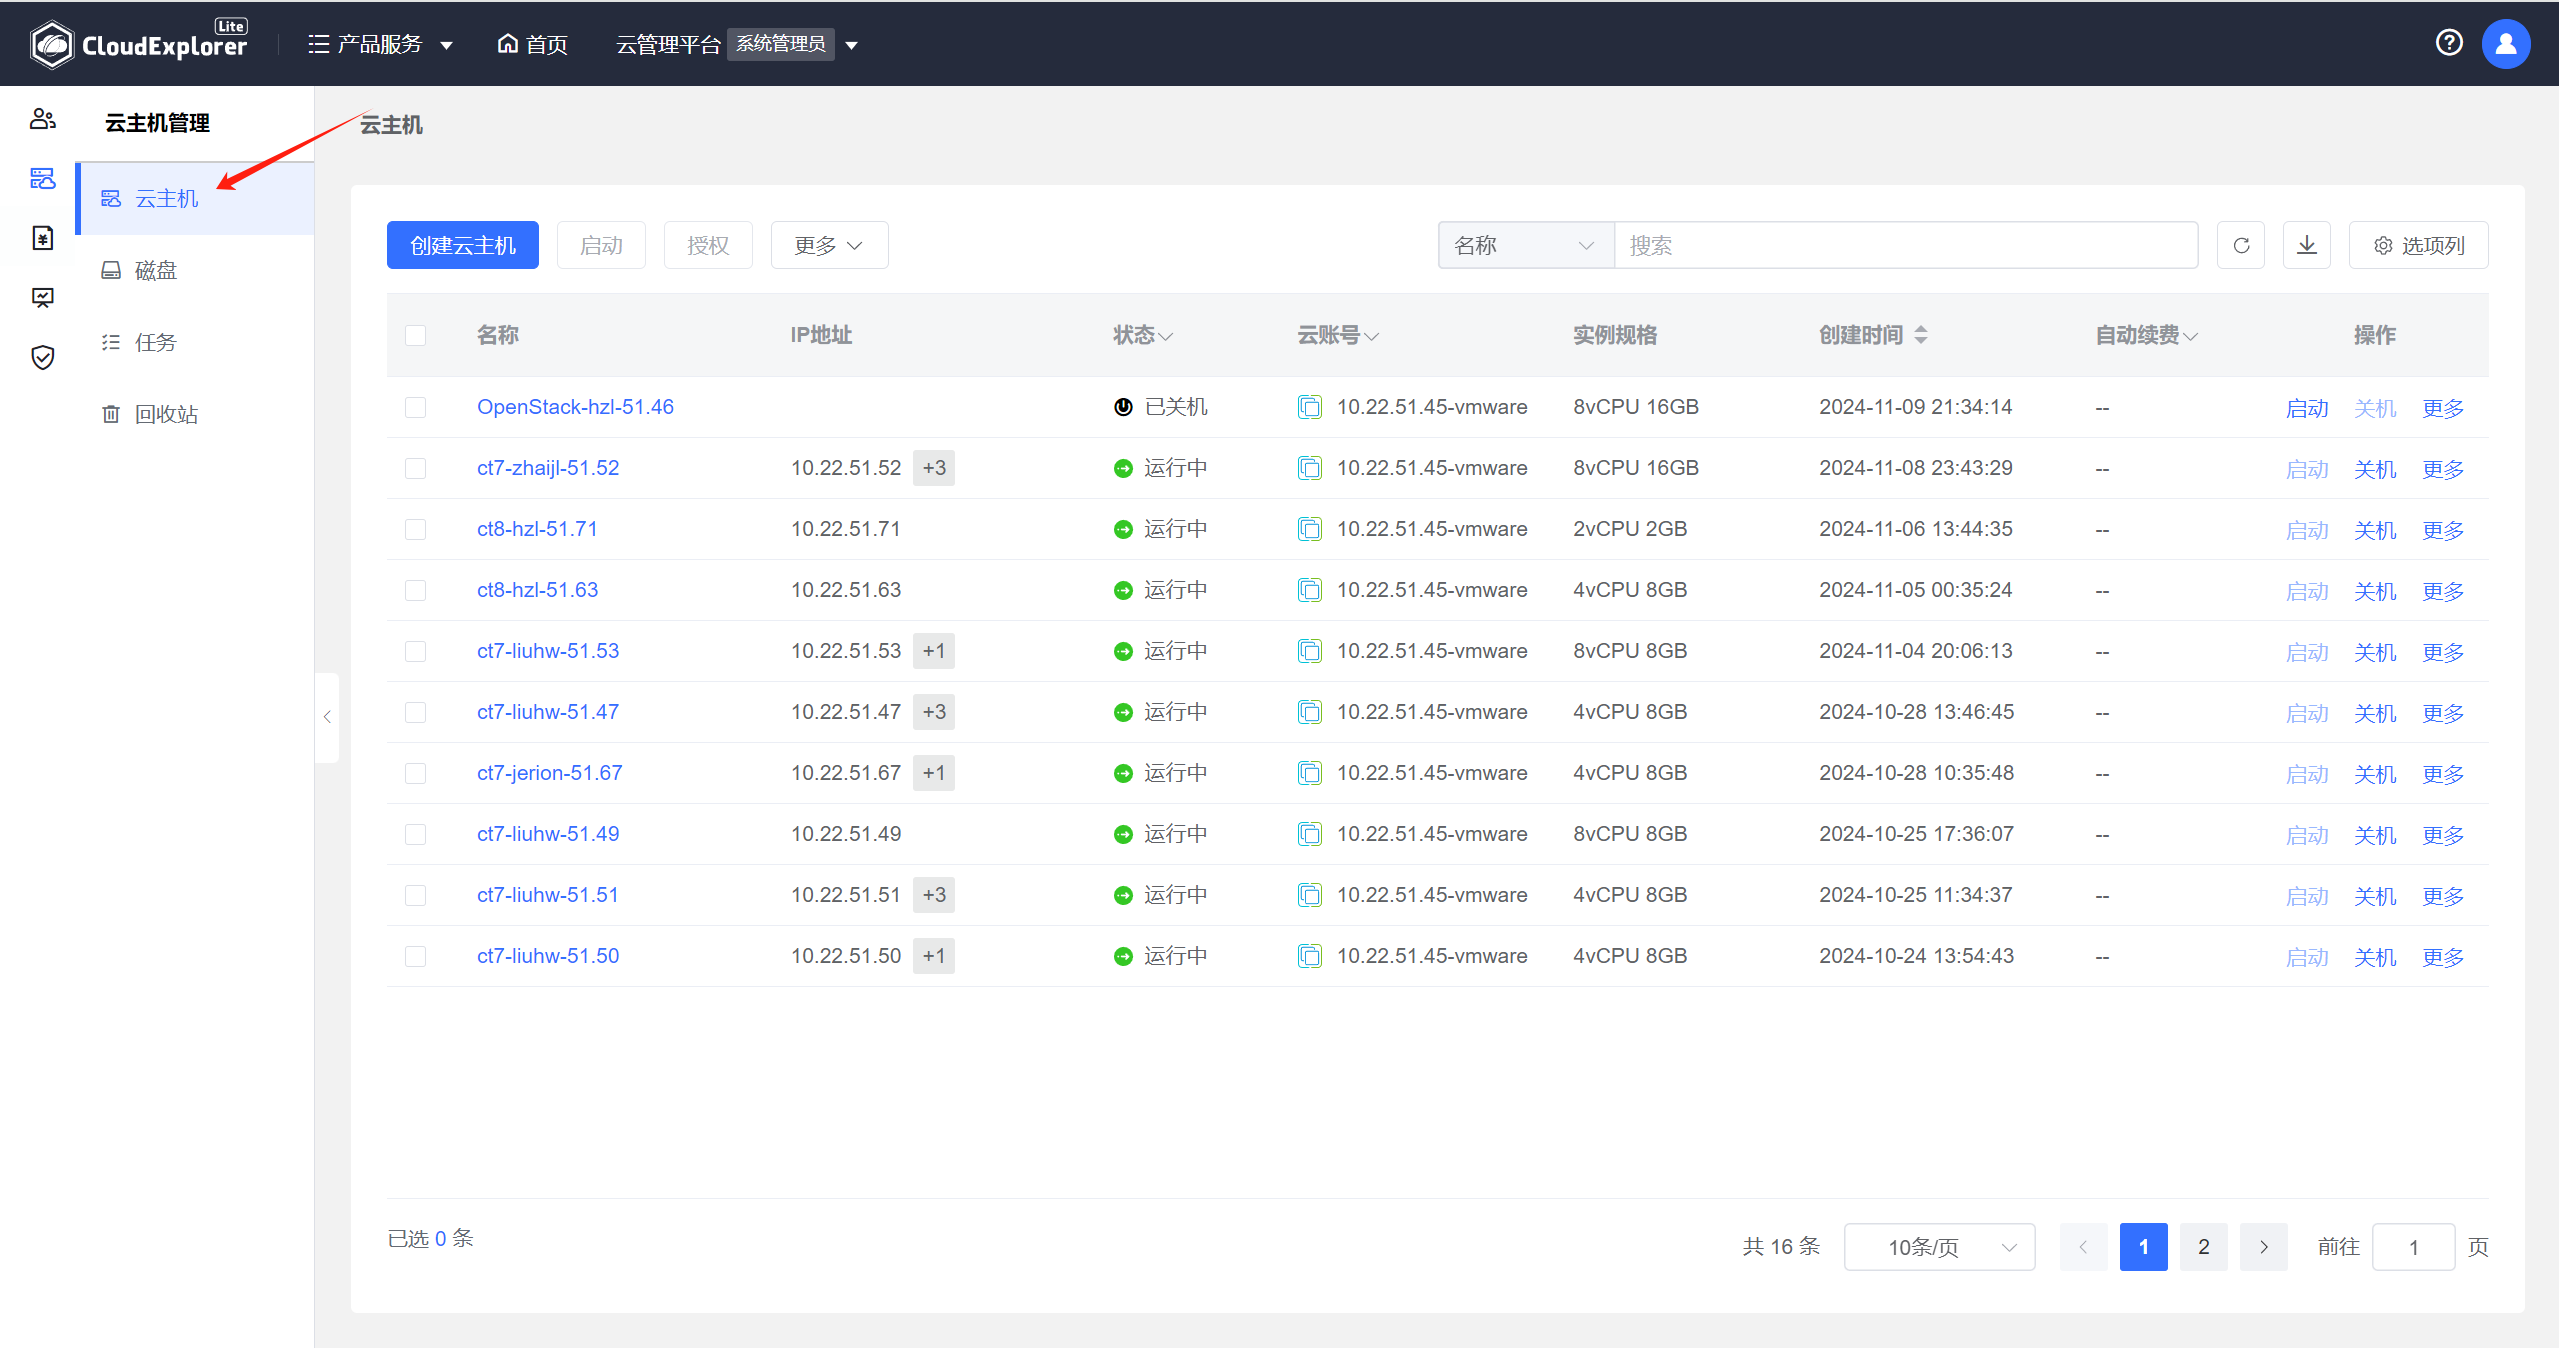 CloudExplorer Lite 产品服务 首页 云管理平台 系统管理员
云主机管理
云主机
磁盘
任务
回收站
云主机
创建云主机 启动 授权 更多 名称 搜索 选项列
名称 IP地址 状态 云账号 实例规格 创建时间 自动续费 操作
OpenStack-hzl-51.46 已关机 10.22.51.45-vmware 8vCPU 16GB 2024-11-09 21:34:14 -- 启动 关机 更多
ct7-zhaijl-51.52 10.22.51.52 +3 运行中 10.22.51.45-vmware 8vCPU 16GB 2024-11-08 23:43:29 -- 启动 关机 更多
ct8-hzl-51.71 10.22.51.71 运行中 10.22.51.45-vmware 2vCPU 2GB 2024-11-06 13:44:35 -- 启动 关机 更多
ct8-hzl-51.63 10.22.51.63 运行中 10.22.51.45-vmware 4vCPU 8GB 2024-11-05 00:35:24 -- 启动 关机 更多
ct7-liuhw-51.53 10.22.51.53 +1 运行中 10.22.51.45-vmware 8vCPU 8GB 2024-11-04 20:06:13 -- 启动 关机 更多
ct7-liuhw-51.47 10.22.51.47 +3 运行中 10.22.51.45-vmware 4vCPU 8GB 2024-10-28 13:46:45 -- 启动 关机 更多
ct7-jerion-51.67 10.22.51.67 +1 运行中 10.22.51.45-vmware 4vCPU 8GB 2024-10-28 10:35:48 -- 启动 关机 更多
ct7-liuhw-51.49 10.22.51.49 运行中 10.22.51.45-vmware 8vCPU 8GB 2024-10-25 17:36:07 -- 启动 关机 更多
ct7-liuhw-51.51 10.22.51.51 +3 运行中 10.22.51.45-vmware 4vCPU 8GB 2024-10-25 11:34:37 -- 启动 关机 更多
ct7-liuhw-51.50 10.22.51.50 +1 运行中 10.22.51.45-vmware 4vCPU 8GB 2024-10-24 13:54:43 -- 启动 关机 更多
已选 0 条 共 16 条 10条/页 1 2 前往 1 页